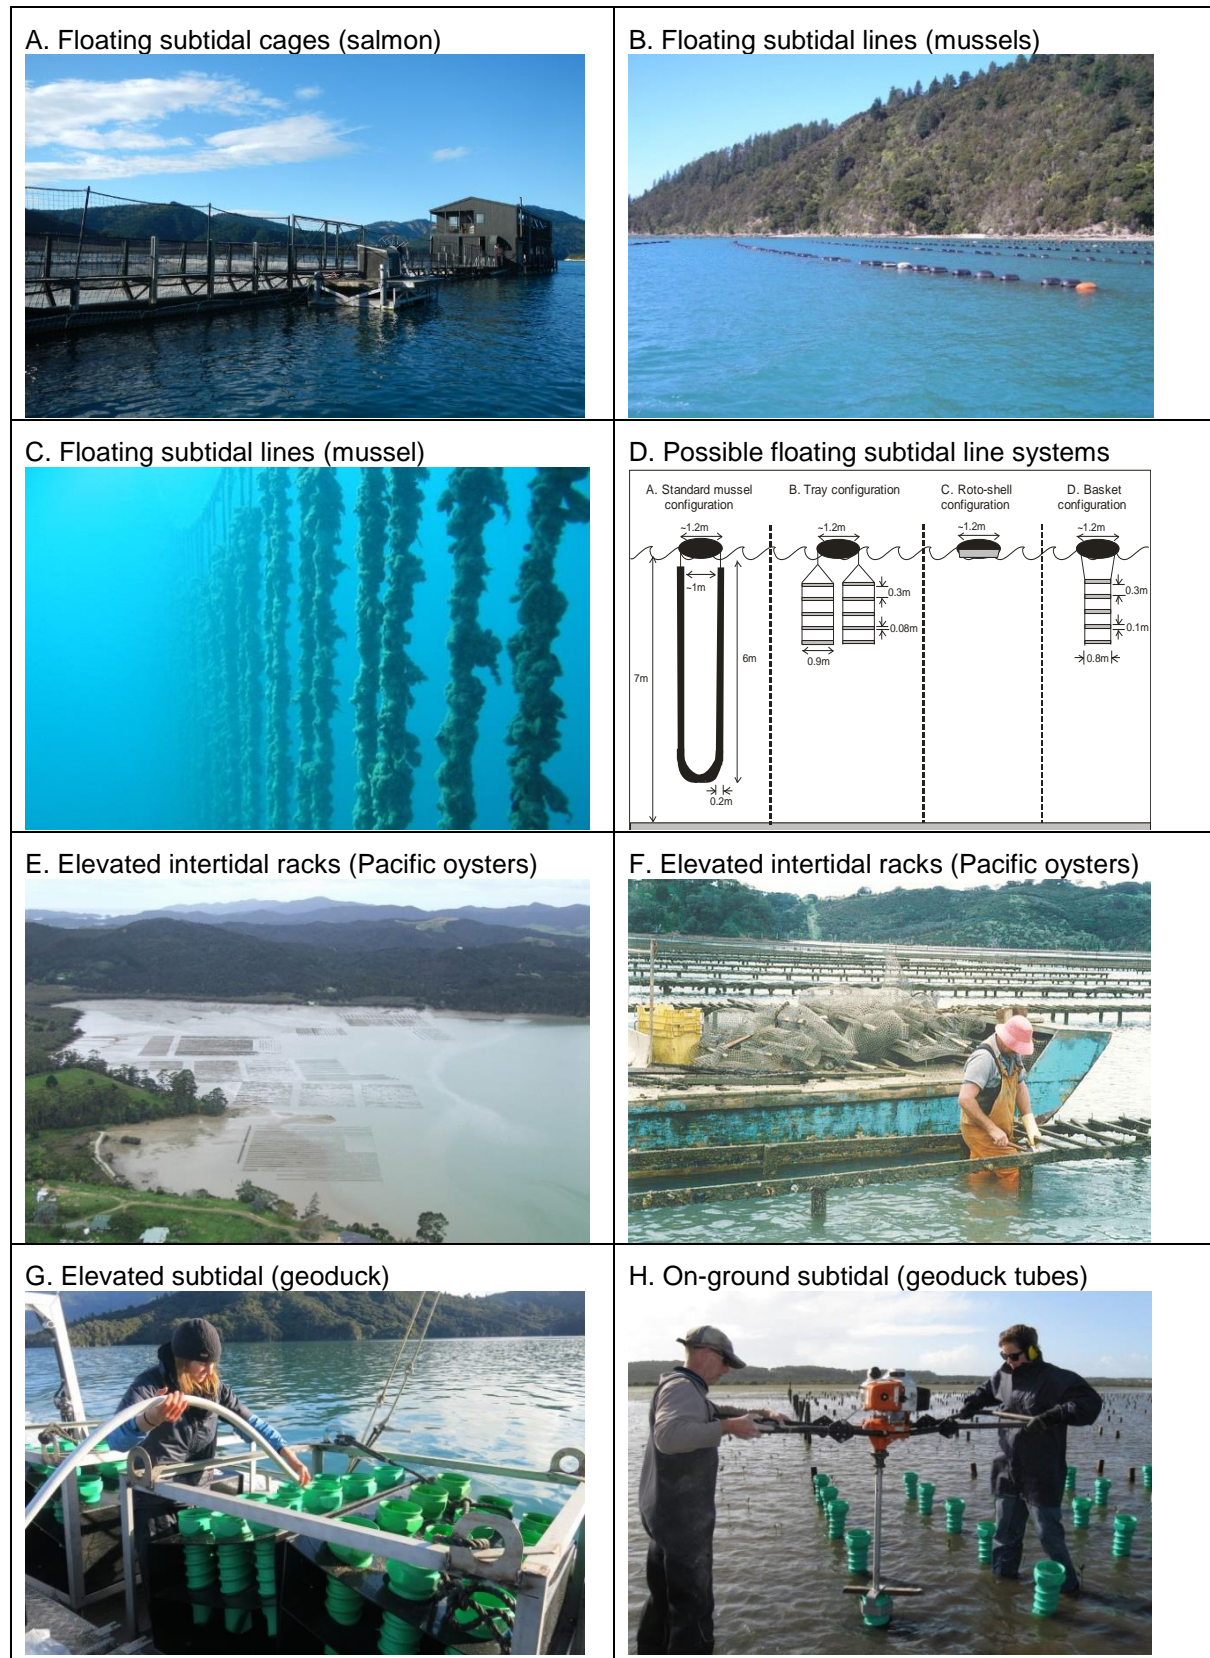 A. Floating subtidal cages (salmon)
B. Floating subtidal lines (mussels)
C. Floating subtidal lines (mussel)
D. Possible floating subtidal line systems
A. Standard mussel
configuration
B. Tray configuration
C. Roto-shell
configuration
D. Basket
configuration
~1.2m
~1.2m
~1.2m
~1.2m
~1m
0.3m
0.3m
0.08m
0.1m
0.9m
0.8m
6m
7m
0.2m
E. Elevated intertidal racks (Pacific oysters)
F. Elevated intertidal racks (Pacific oysters)
G. Elevated subtidal (geoduck)
H. On-ground subtidal (geoduck tubes)